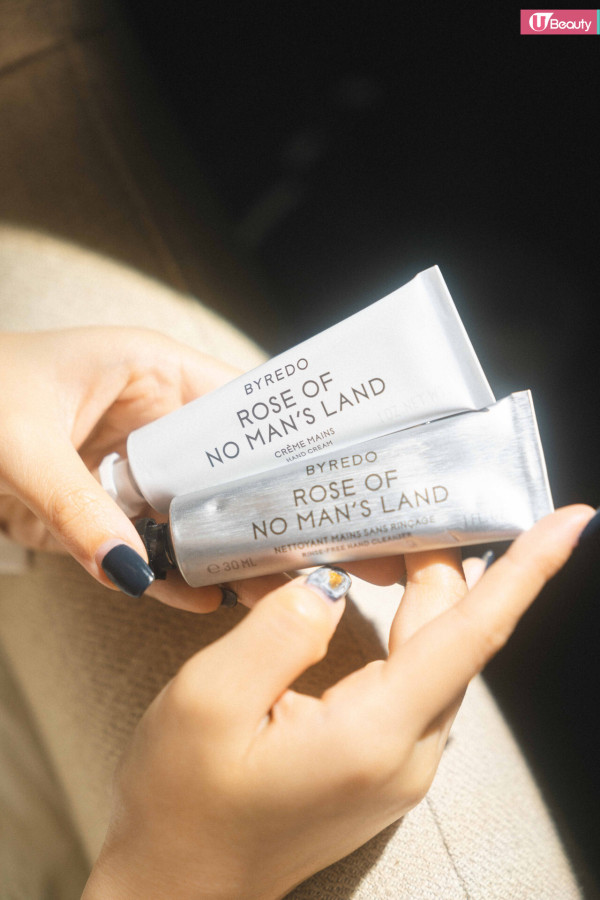 U Beauty
BYREDO
ROSE OF
NO MAN'S LAND
CRÈME MAINS
HAND CREAM
BYREDO
ROSE OF
NO MAN'S LAND
NETTOYANT MAINS SANS RINÇAGE
RINSE-FREE HAND CLEANSER
℮ 30 ML